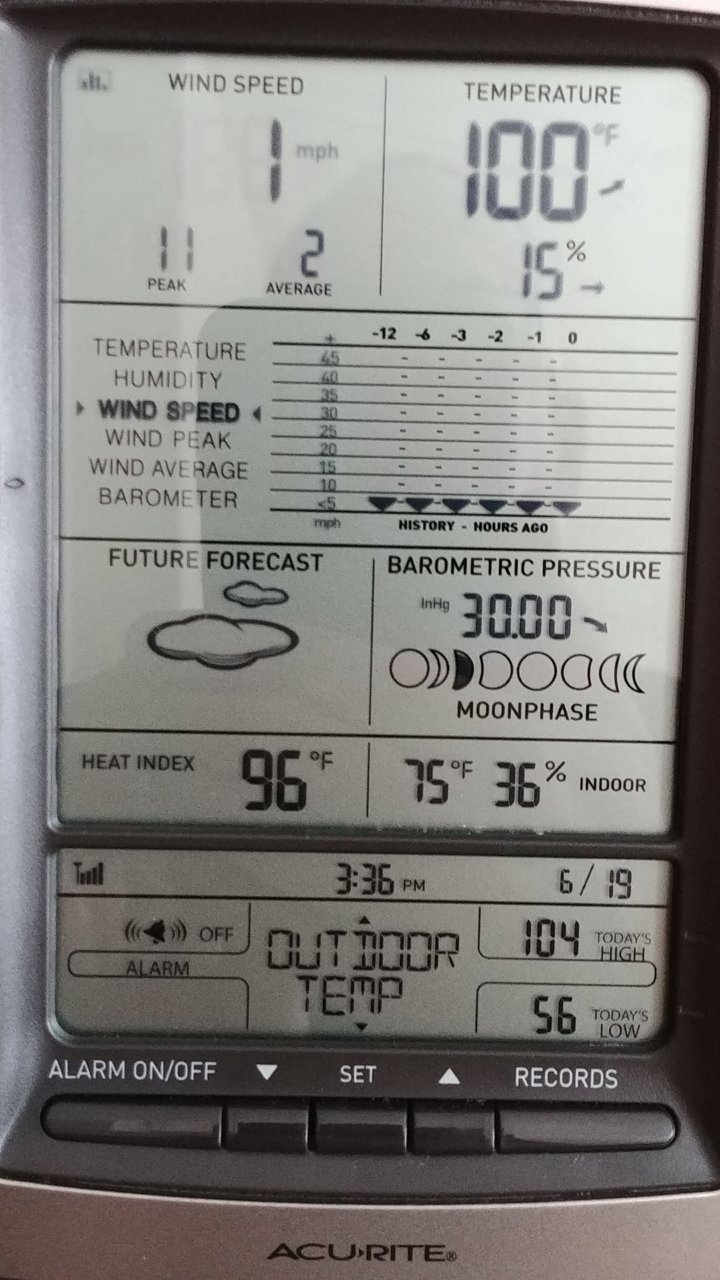 WIND SPEED
TEMPERATURE
1 mph
100 °F
11
2
15 %
PEAK
AVERAGE
-12 -6 -3 -2 -1 0
TEMPERATURE
HUMIDITY
WIND SPEED
WIND PEAK
WIND AVERAGE
BAROMETER
+
45
40
35
30
25
20
15
10
<5
mph
HISTORY - HOURS AGO
FUTURE FORECAST
BAROMETRIC PRESSURE
InHg 30.00
MOONPHASE
HEAT INDEX 96 °F
75 °F 36 % INDOOR
3:36 PM
6/19
OFF
ALARM
OUTDOOR
TEMP
104 TODAY'S HIGH
56 TODAY'S LOW
ALARM ON/OFF
SET
RECORDS
ACU RITE®